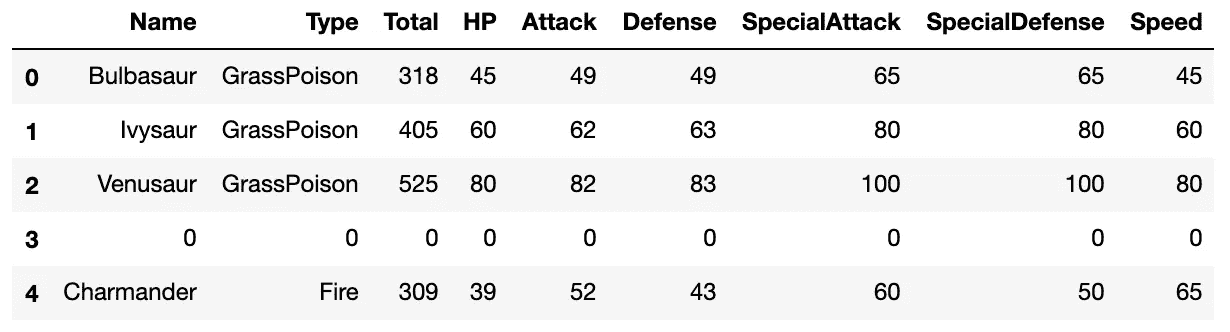 Name Type Total HP Attack Defense SpecialAttack SpecialDefense Speed
0 Bulbasaur GrassPoison 318 45 49 49 65 65 45
1 Ivysaur GrassPoison 405 60 62 63 80 80 60
2 Venusaur GrassPoison 525 80 82 83 100 100 80
3 0 0 0 0 0 0 0 0 0
4 Charmander Fire 309 39 52 43 60 50 65